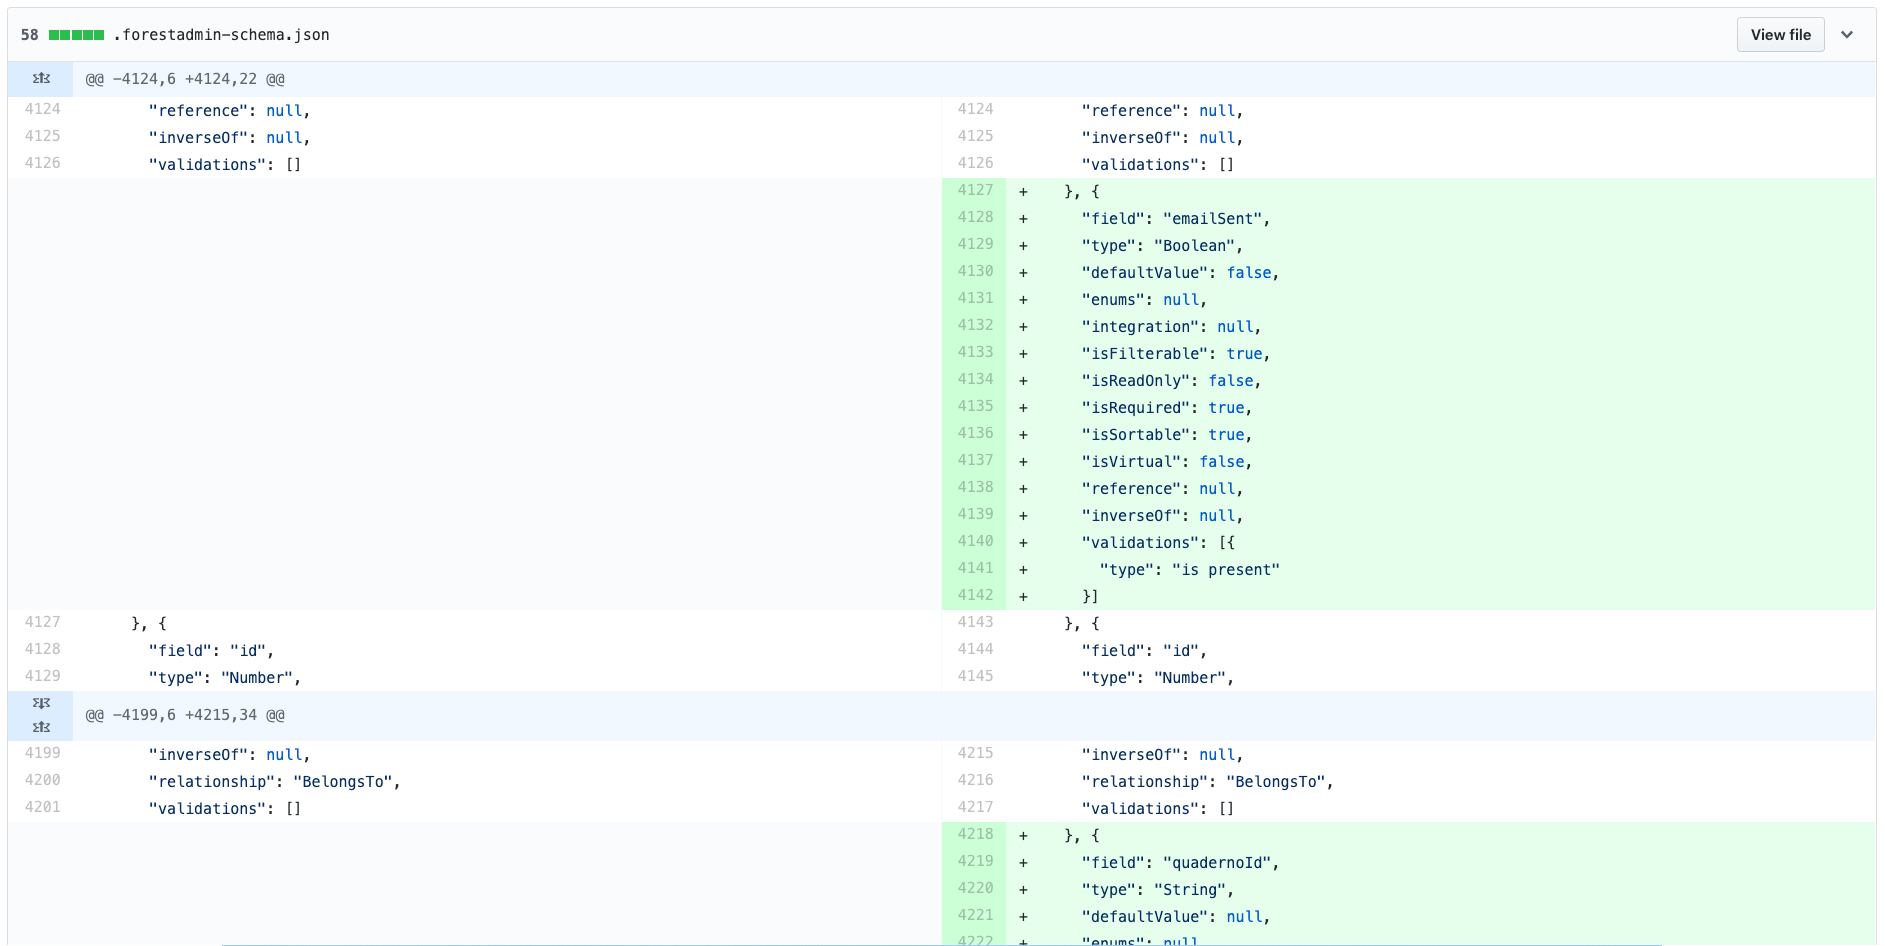 58 .forestadmin-schema.json View file
@@ -4124,6 +4124,22 @@
4124 "reference": null, 4124 "reference": null,
4125 "inverseOf": null, 4125 "inverseOf": null,
4126 "validations": [] 4126 "validations": []
4127 + }, {
4128 + "field": "emailSent",
4129 + "type": "Boolean",
4130 + "defaultValue": false,
4131 + "enums": null,
4132 + "integration": null,
4133 + "isFilterable": true,
4134 + "isReadOnly": false,
4135 + "isRequired": true,
4136 + "isSortable": true,
4137 + "isVirtual": false,
4138 + "reference": null,
4139 + "inverseOf": null,
4140 + "validations": [{
4141 + "type": "is present"
4142 + }]
4127 }, { 4143 }, {
4128 "field": "id", 4144 "field": "id",
4129 "type": "Number", 4145 "type": "Number",
@@ -4199,6 +4215,34 @@
4199 "inverseOf": null, 4215 "inverseOf": null,
4200 "relationship": "BelongsTo", 4216 "relationship": "BelongsTo",
4201 "validations": [] 4217 "validations": []
4218 + }, {
4219 + "field": "quadernoId",
4220 + "type": "String",
4221 + "defaultValue": null,
4222 + "enums": null